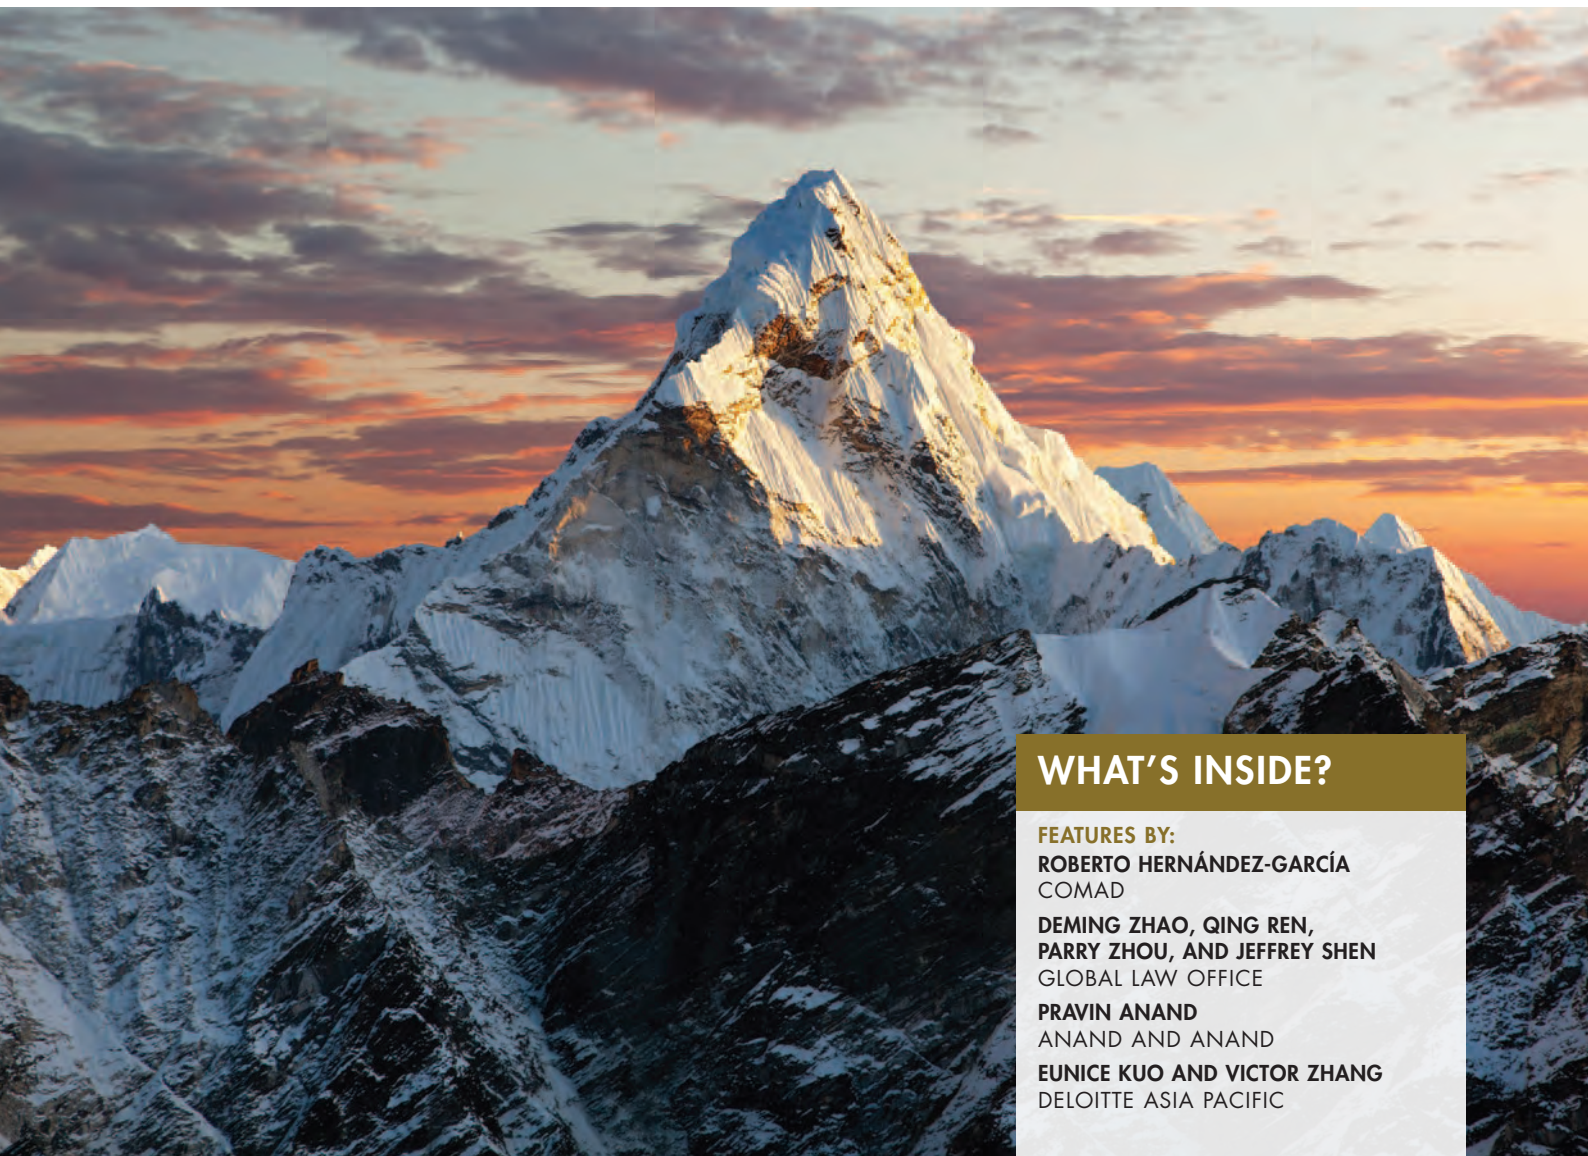 WHAT'S INSIDE?
FEATURES BY:
ROBERTO HERNÁNDEZ-GARCÍA
COMAD
DEMING ZHAO, QING REN,
PARRY ZHOU, AND JEFFREY SHEN
GLOBAL LAW OFFICE
PRAVIN ANAND
ANAND AND ANAND
EUNICE KUO AND VICTOR ZHANG
DELOITTE ASIA PACIFIC